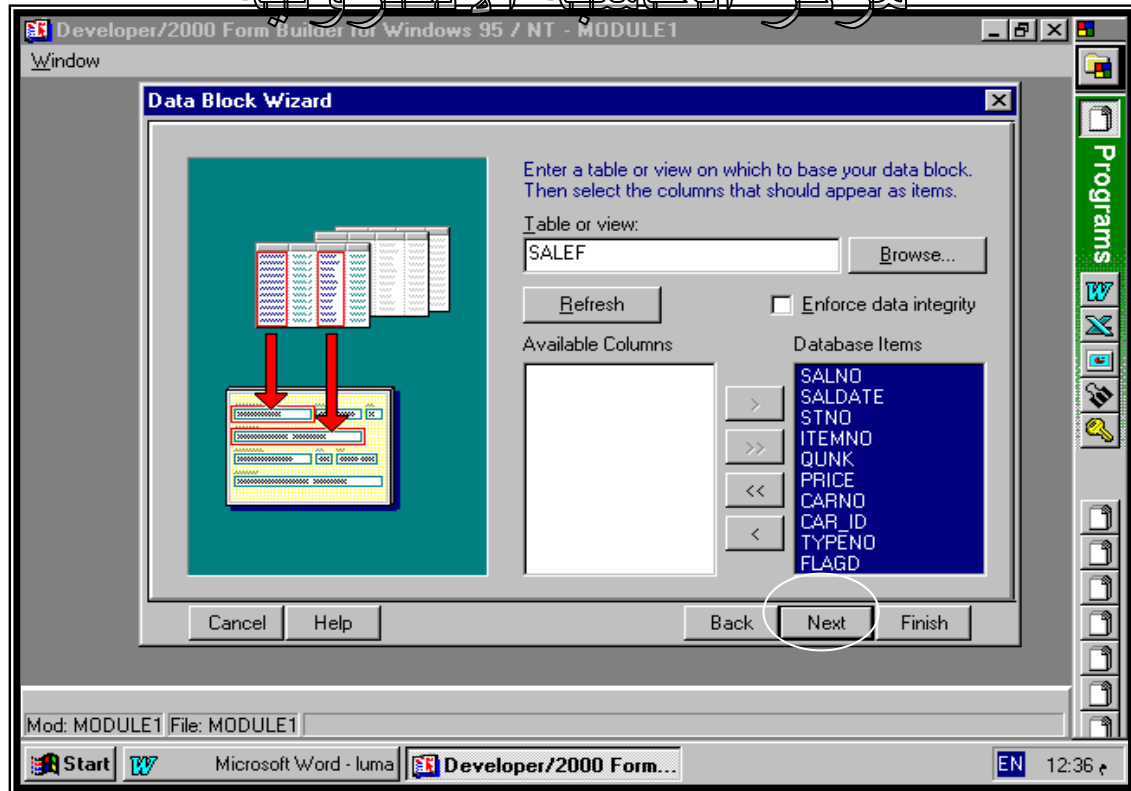 مركز الحاسبة الإلكترونية
Developer/2000 Form Builder for Windows 95 / NT - MODULE1
Window
Data Block Wizard
Enter a table or view on which to base your data block.
Then select the columns that should appear as items.
Table or view:
SALEF
Browse...
Refresh
Enforce data integrity
Available Columns
Database Items
SALNO
SALDATE
STNO
ITEMNO
QUNK
PRICE
CARNO
CAR_ID
TYPENO
FLAGD
>
>>
<<
<
Cancel
Help
Back
Next
Finish
Programs
Mod: MODULE1 File: MODULE1
Start
Microsoft Word - luma
Developer/2000 Form...
EN
12:36 م